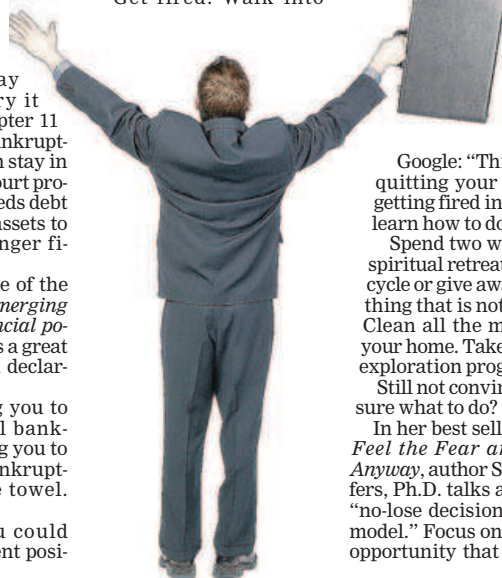 Get fired. Walk into
ay
ry it
pter 11
nkrupt-
n stay in
ourt pro-
eds debt
assets to
nger fi-
e of the
merging
ncial po-
s a great
declar-
g you to
l bank-
g you to
nkrupt-
e towel.
u could
ent posi-
Google: “Thi
quitting your
getting fired in
learn how to do
Spend two w
spiritual retreat
cycle or give awa
thing that is not
Clean all the m
your home. Take
exploration prog
Still not convin
sure what to do?
In her best sell
Feel the Fear an
Anyway, author S
fers, Ph.D. talks a
“no-lose decision
model.” Focus on
opportunity that